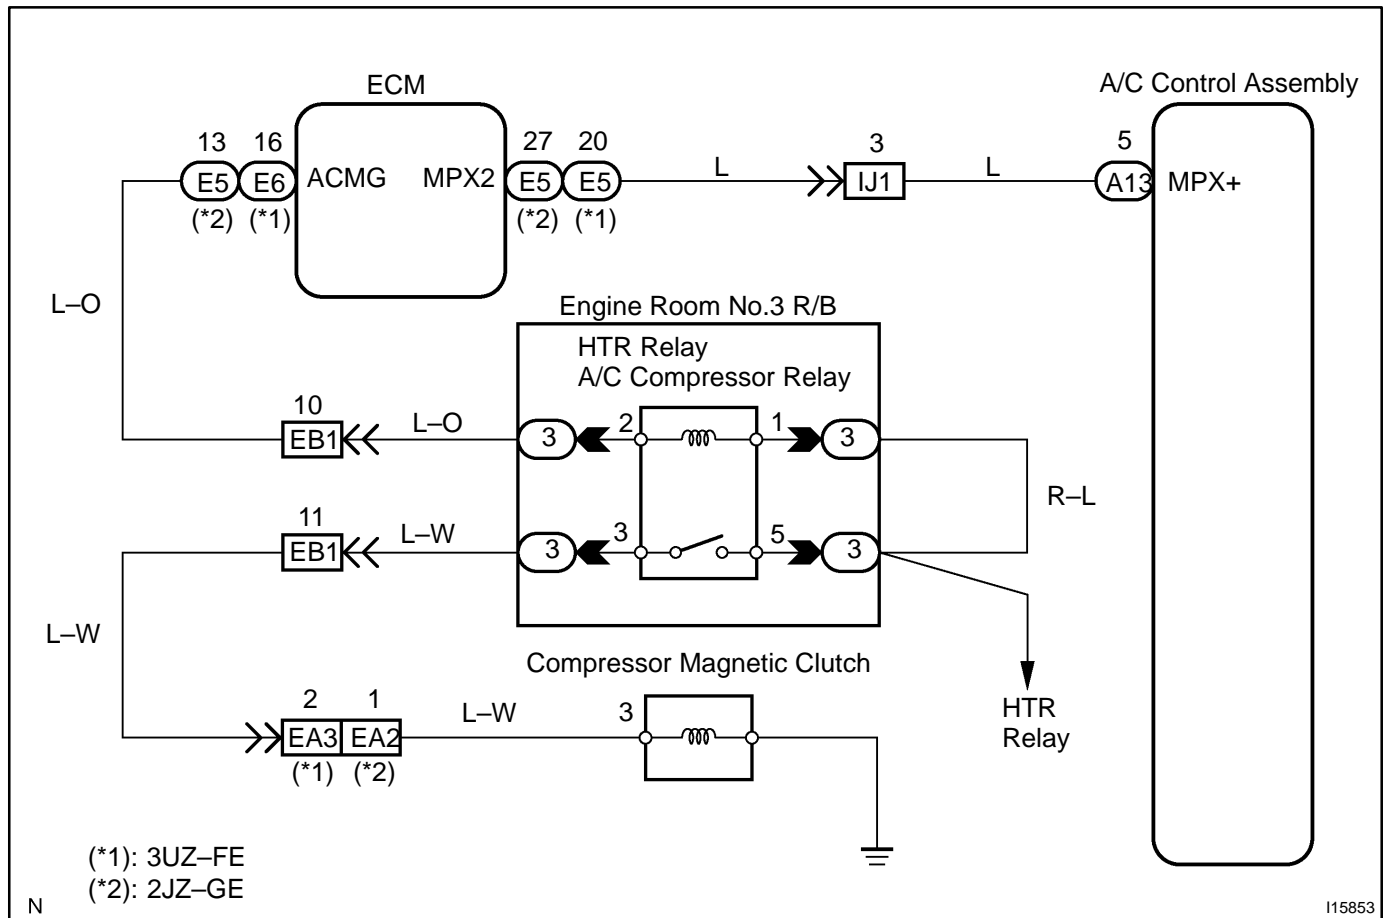 ECM
A/C Control Assembly
13 16
27 20
3
5
E5 E6 ACMG
MPX2 E5 E5
L
IJ1
L
A13 MPX+
(*2) (*1)
(*2) (*1)
L–O
Engine Room No.3 R/B
HTR Relay
A/C Compressor Relay
10
EB1
L–O
3
2
1
3
R–L
11
EB1
L–W
3
3
5
3
L–W
Compressor Magnetic Clutch
2 1
EA3 EA2
(*1) (*2)
L–W
3
HTR
Relay
(*1): 3UZ–FE
(*2): 2JZ–GE
N
I15853